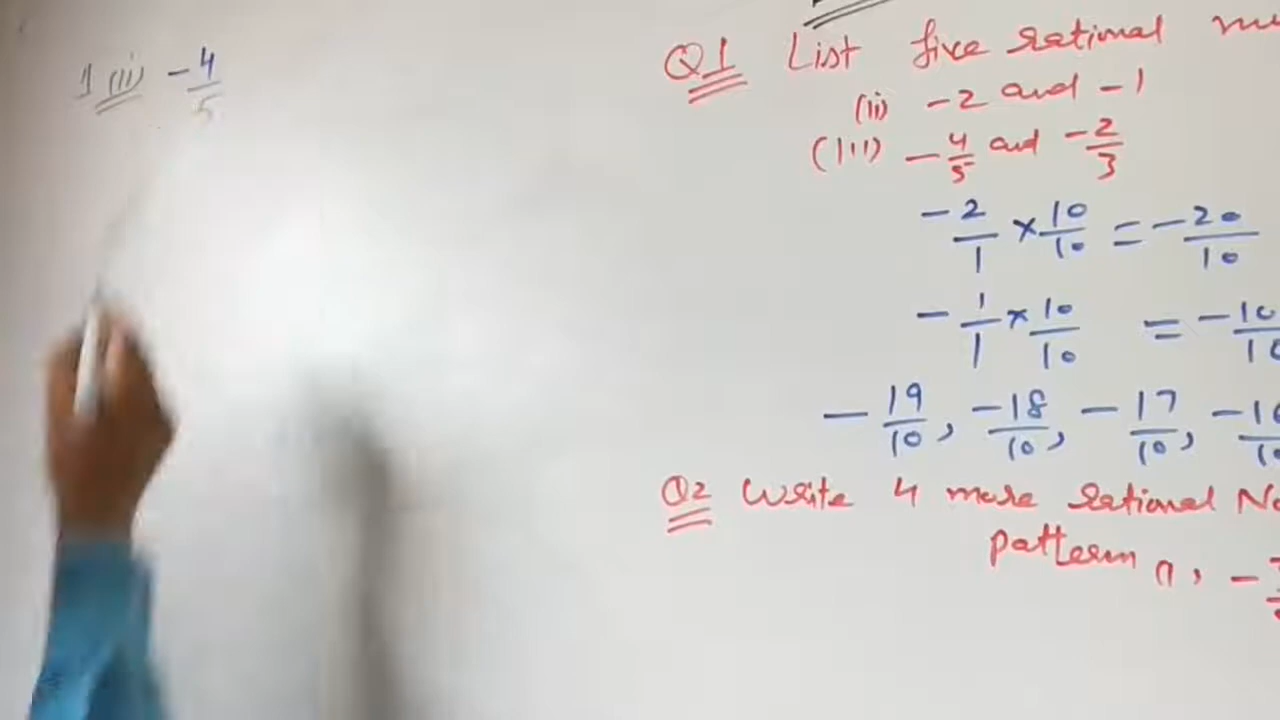 1 (ii) -4/5
Q1 List five rational
(ii) -2 and -1
(iii) -4/5 and -2/3
-2/1 × 10/10 = -20/10
-1/1 × 10/10 = -10/10
-19/10, -18/10, -17/10, -16/10
Q2 Write 4 more rational No
pattern